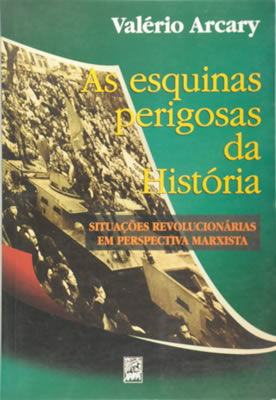 Valério Arcary
As esquinas
perigosas
da
História
SITUAÇÕES REVOLUCIONÁRIAS
EM PERSPECTIVA MARXISTA